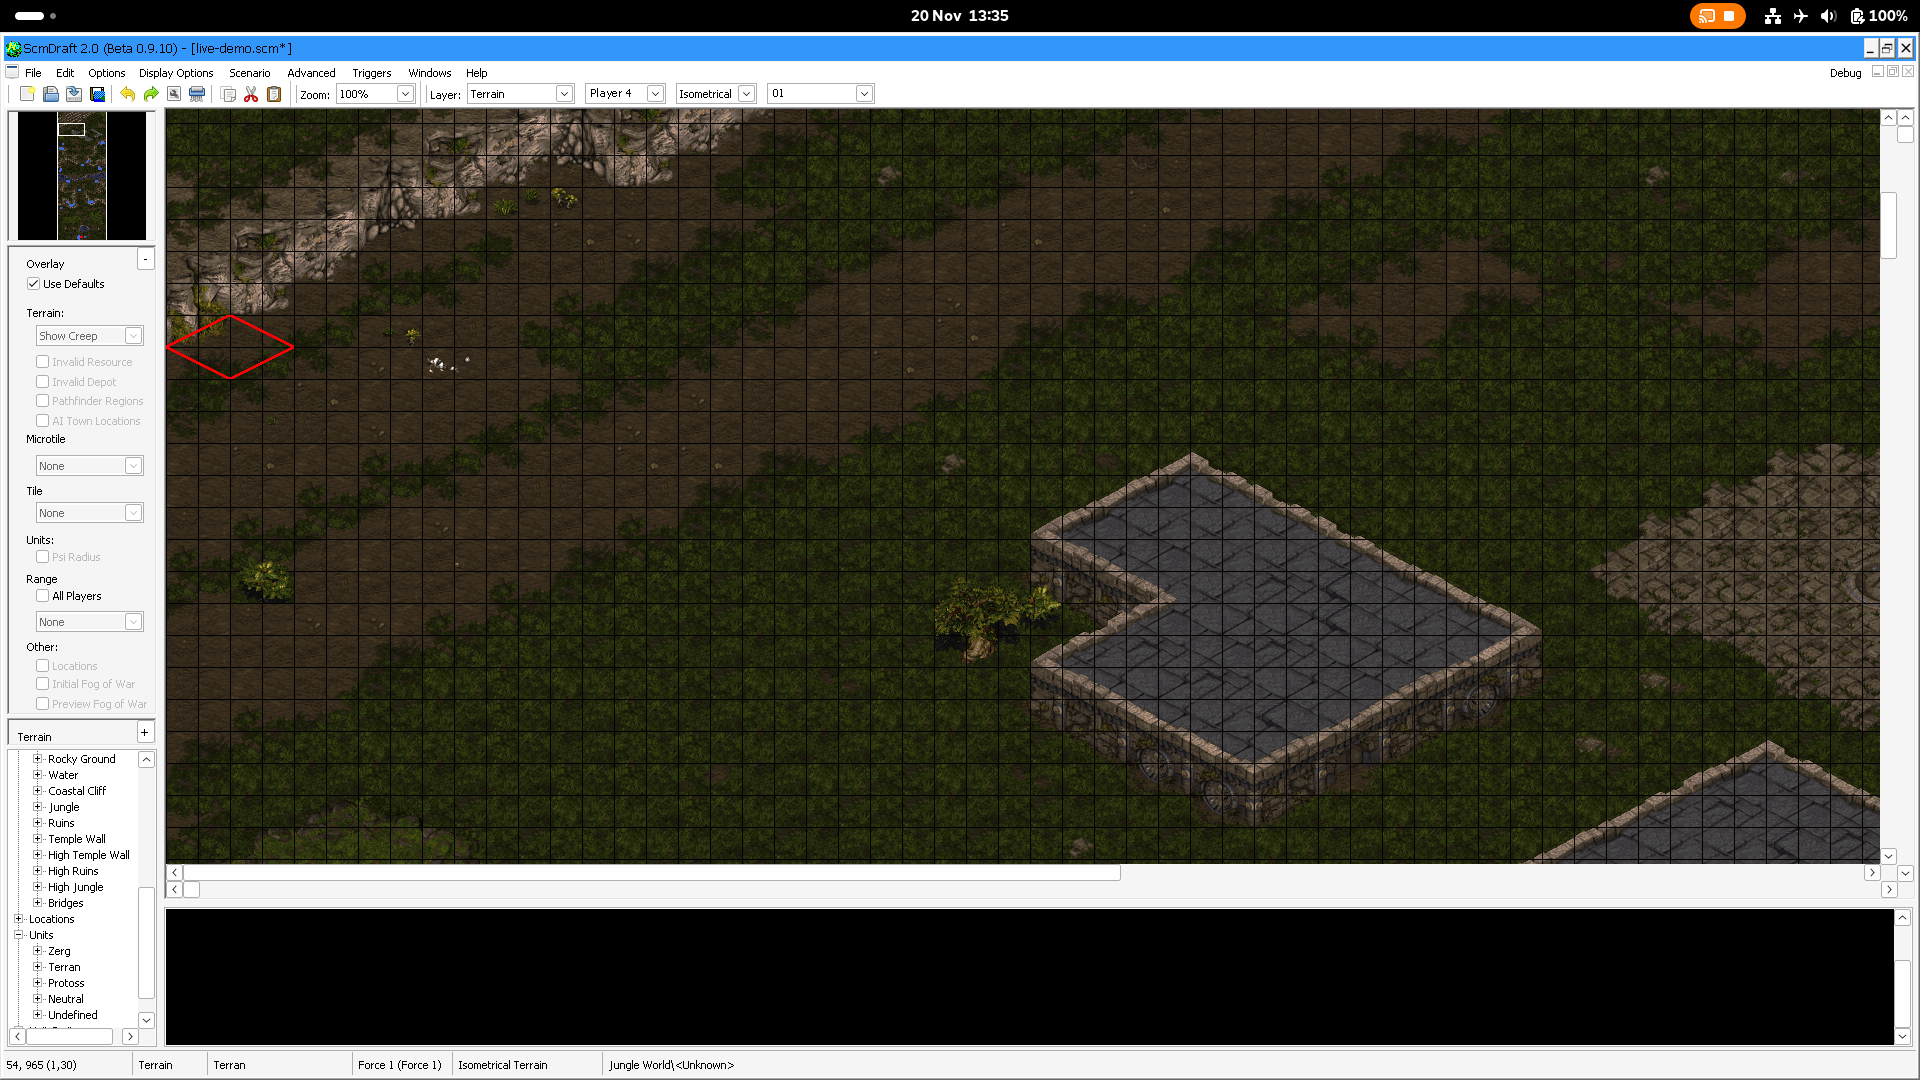 20 Nov 13:35
100%
ScmDraft 2.0 (Beta 0.9.10) - [live-demo.scm*]
File Edit Options Display Options Scenario Advanced Triggers Windows Help Debug
Zoom: 100% Layer: Terrain Player 4 Isometrical 01
Overlay
-
Use Defaults
Terrain:
Show Creep
Invalid Resource
Invalid Depot
Pathfinder Regions
AI Town Locations
Microtile
None
Tile
None
Units:
Psi Radius
Range
All Players
None
Other:
Locations
Initial Fog of War
Preview Fog of War
Terrain +
Rocky Ground
Water
Coastal Cliff
Jungle
Ruins
Temple Wall
High Temple Wall
High Ruins
High Jungle
Bridges
Locations
Units
Zerg
Terran
Protoss
Neutral
Undefined
54, 965 (1,30) Terrain Terran Force 1 (Force 1) Isometrical Terrain Jungle World\<Unknown>